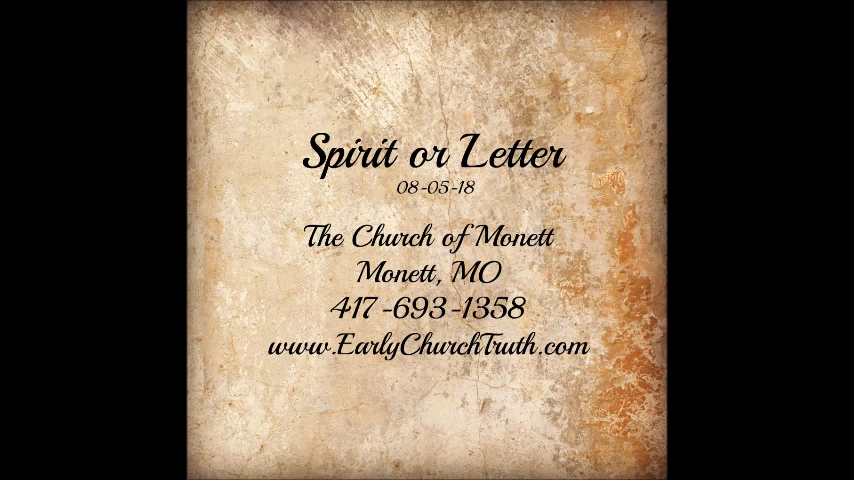 Spirit or Letter
08-05-18
The Church of Monett
Monett, MO
417-693-1358
www.EarlyChurchTruth.com